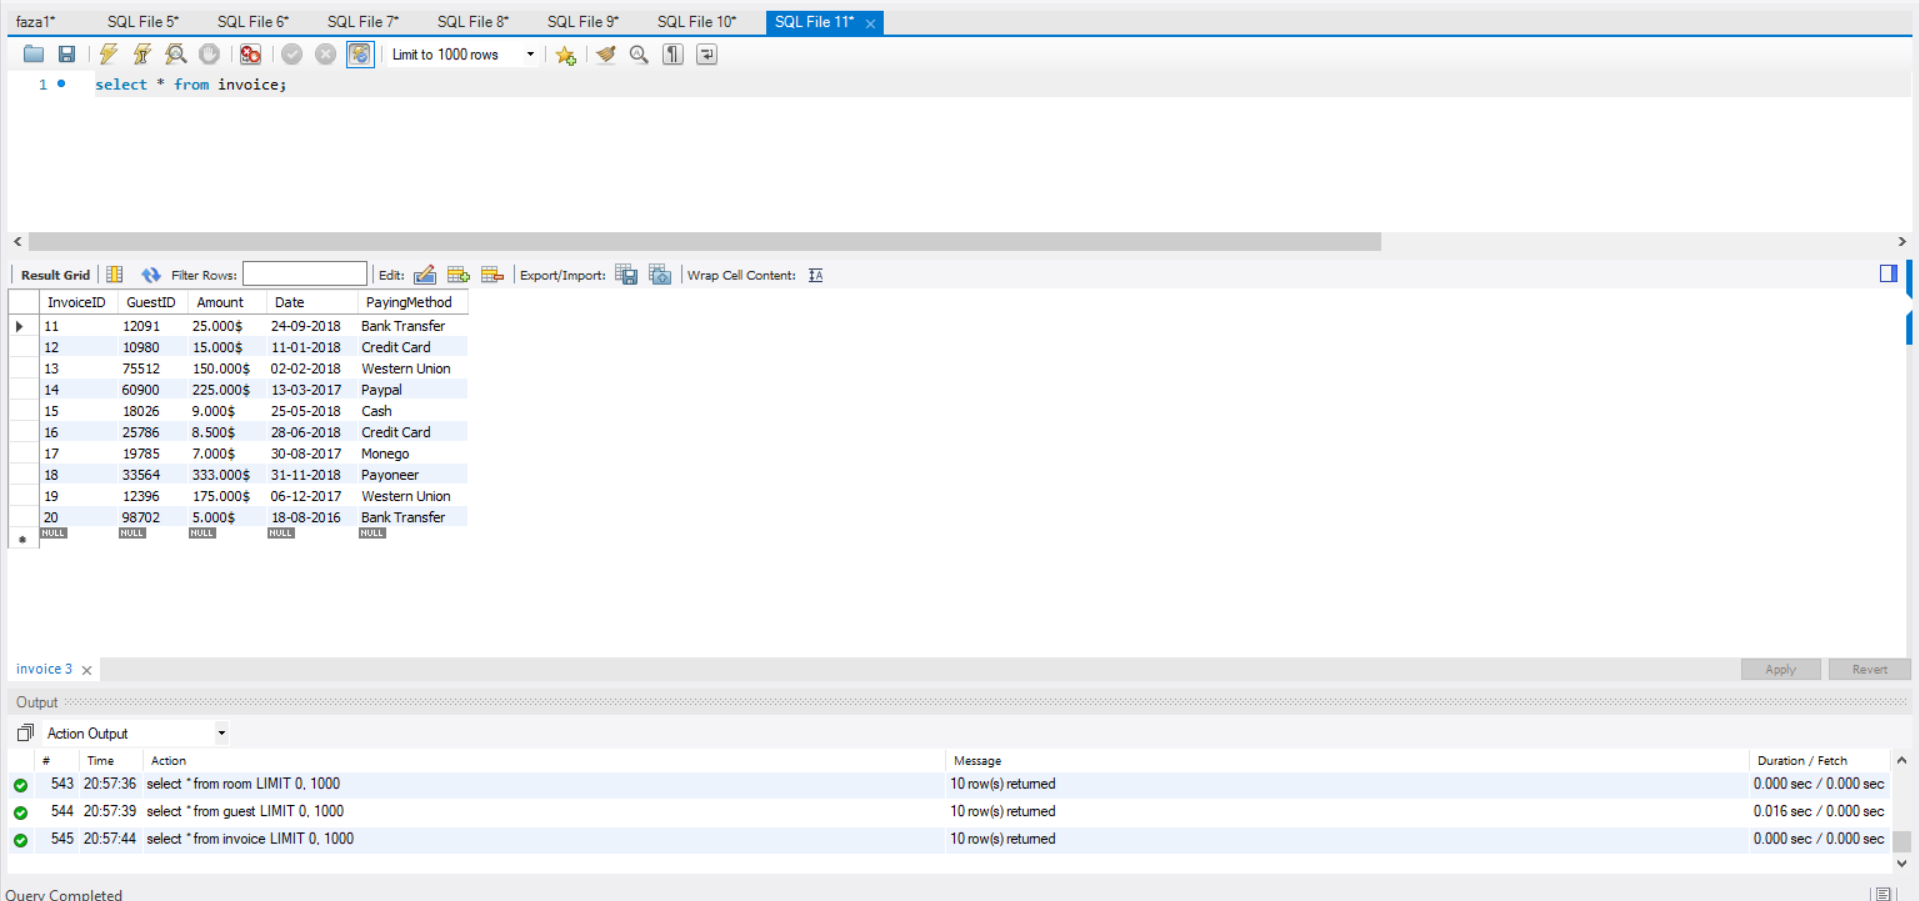 faza1* SQL File 5* SQL File 6* SQL File 7* SQL File 8* SQL File 9* SQL File 10* SQL File 11*
Limit to 1000 rows
1 select * from invoice;
Result Grid Filter Rows: Edit: Export/Import: Wrap Cell Content:
InvoiceID GuestID Amount Date PayingMethod
11 12091 25.000$ 24-09-2018 Bank Transfer
12 10980 15.000$ 11-01-2018 Credit Card
13 75512 150.000$ 02-02-2018 Western Union
14 60900 225.000$ 13-03-2017 Paypal
15 18026 9.000$ 25-05-2018 Cash
16 25786 8.500$ 28-06-2018 Credit Card
17 19785 7.000$ 30-08-2017 Monego
18 33564 333.000$ 31-11-2018 Payoneer
19 12396 175.000$ 06-12-2017 Western Union
20 98702 5.000$ 18-08-2016 Bank Transfer
NULL NULL NULL NULL NULL
invoice 3 Apply Revert
Output
Action Output
# Time Action Message Duration / Fetch
543 20:57:36 select * from room LIMIT 0, 1000 10 row(s) returned 0.000 sec / 0.000 sec
544 20:57:39 select * from guest LIMIT 0, 1000 10 row(s) returned 0.016 sec / 0.000 sec
545 20:57:44 select * from invoice LIMIT 0, 1000 10 row(s) returned 0.000 sec / 0.000 sec
Query Completed